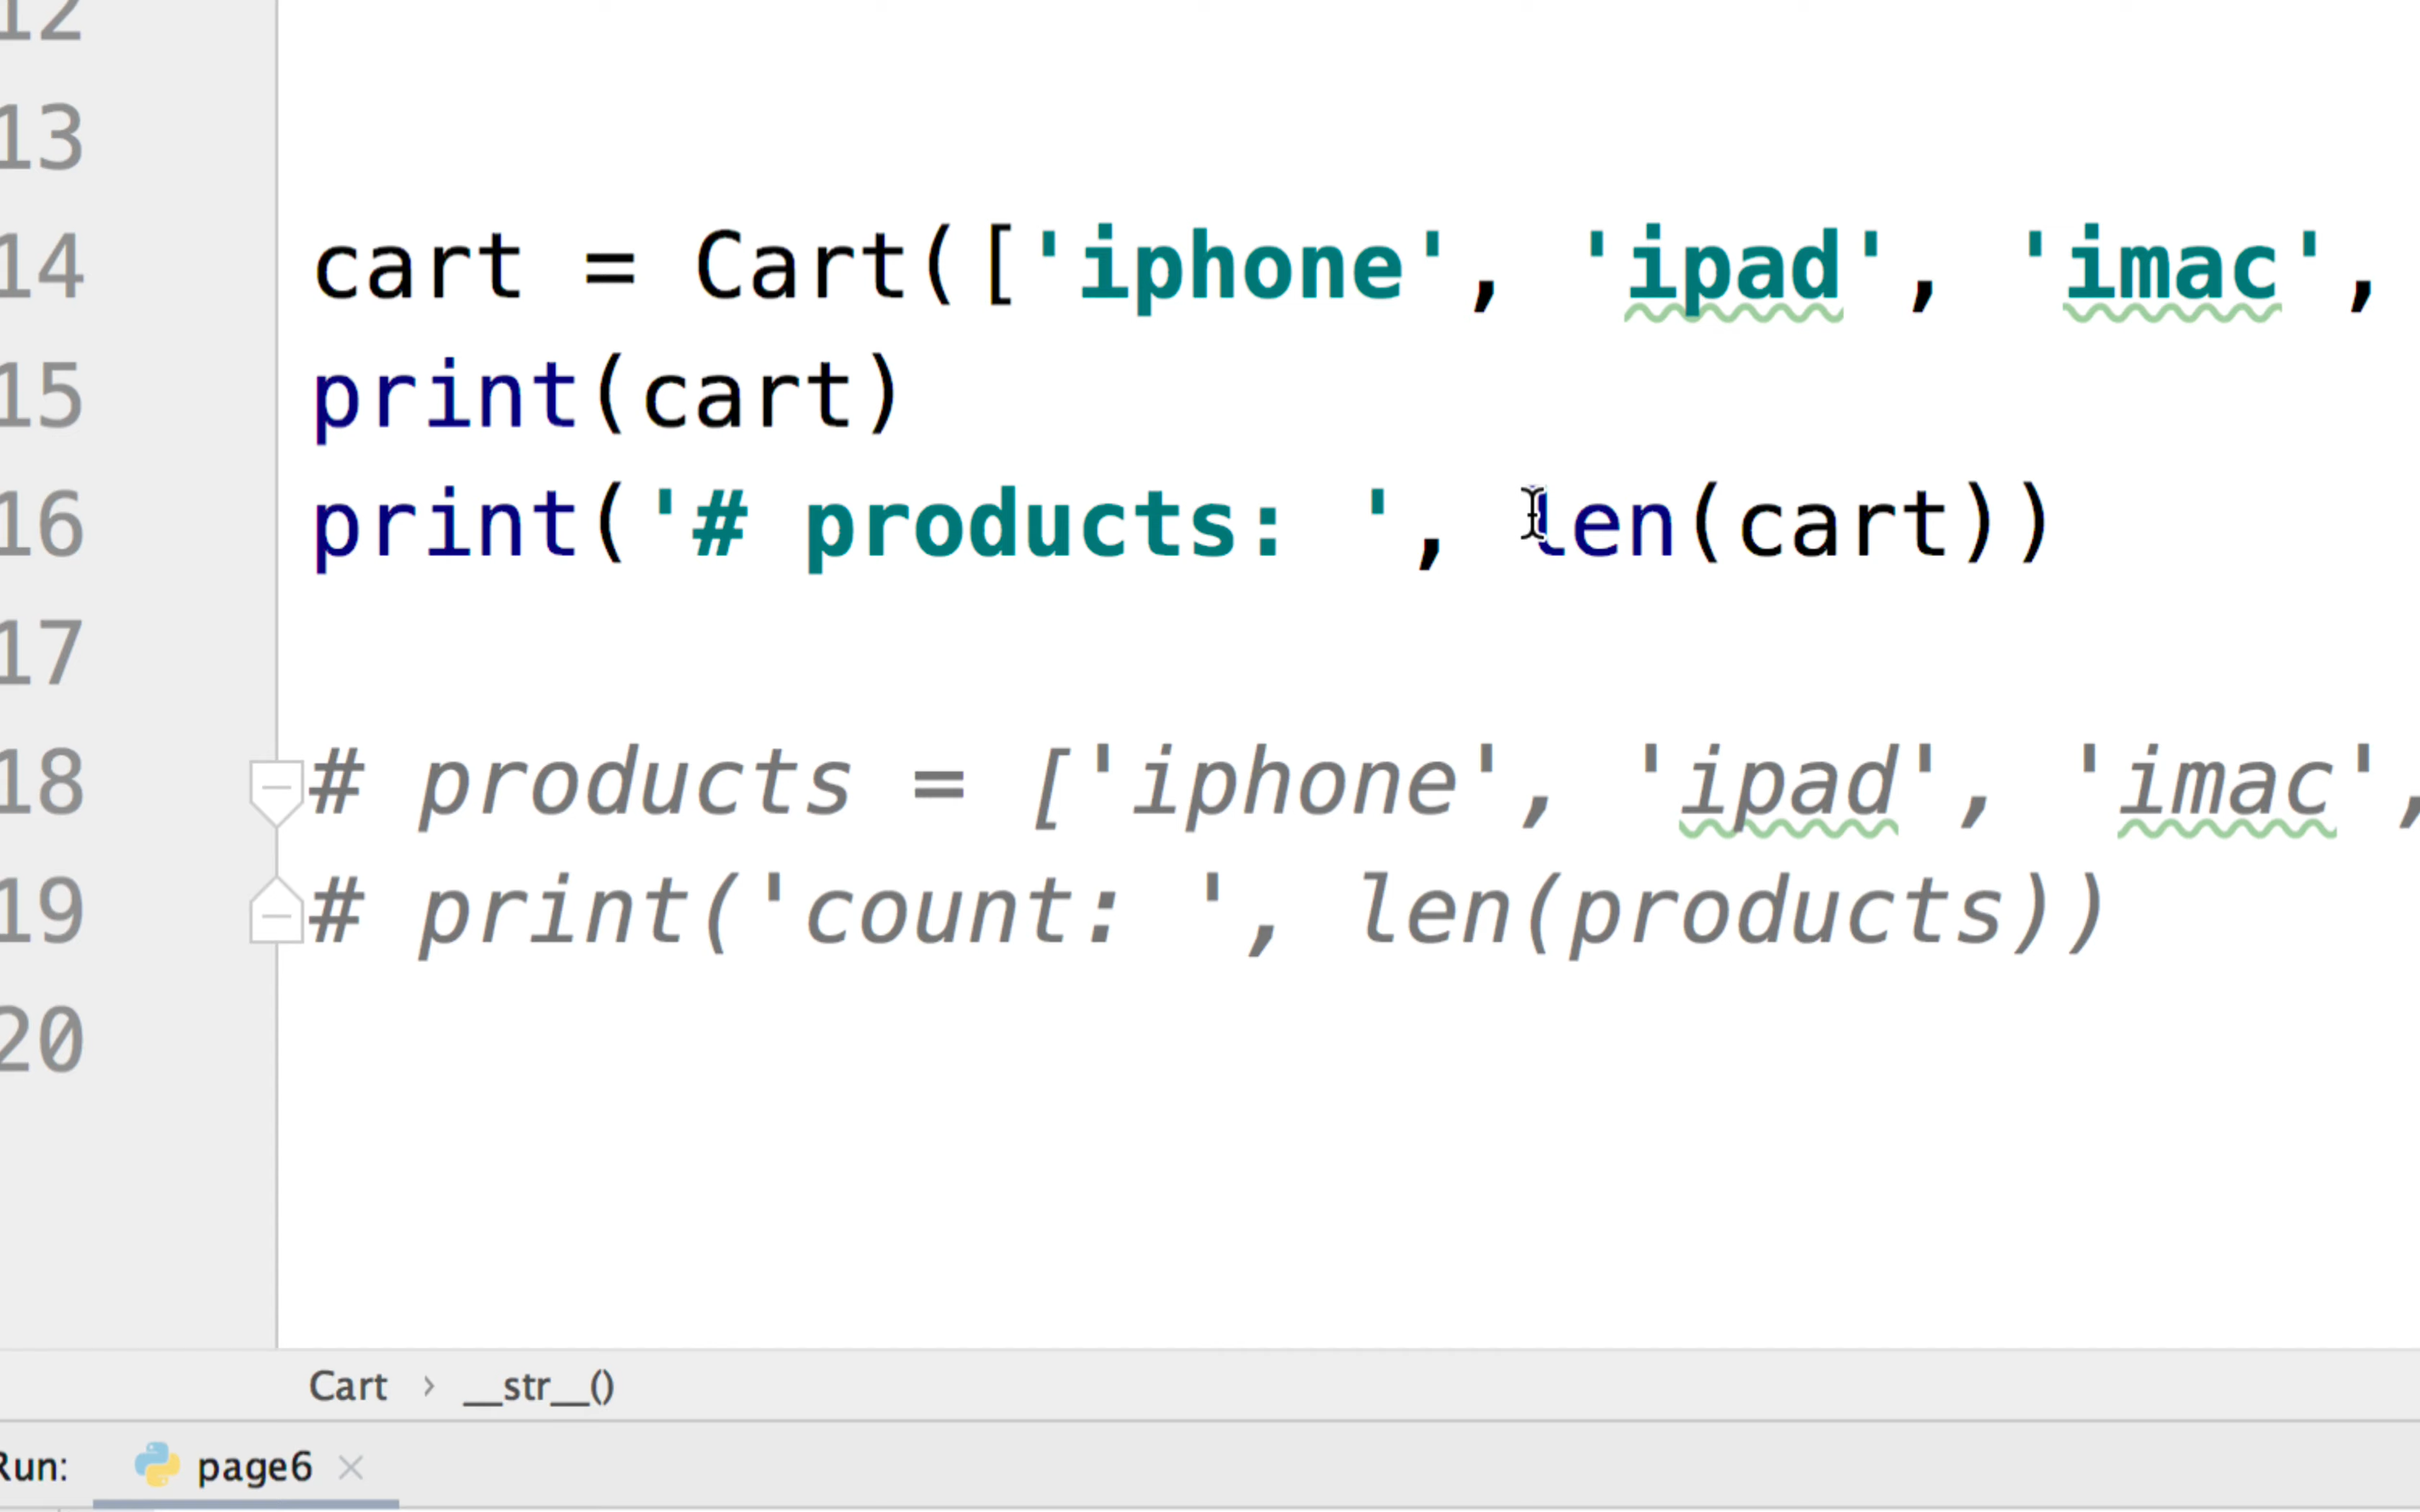 12
13
14 cart = Cart(['iphone', 'ipad', 'imac',
15 print(cart)
16 print('# products: ', len(cart))
17
18 # products = ['iphone', 'ipad', 'imac',
19 # print('count: ', len(products))
20
Cart › __str__()
Run: page6 ×